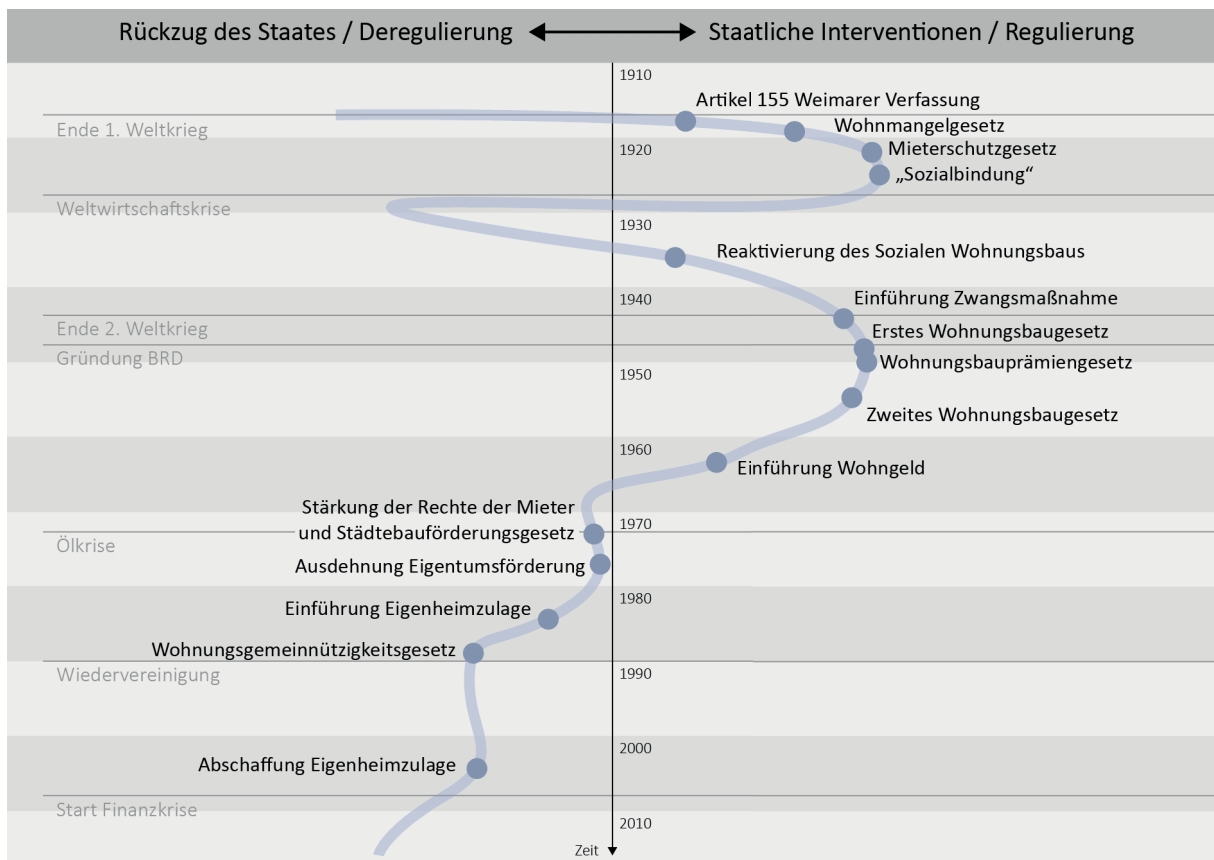 Rückzug des Staates / Deregulierung
Staatliche Interventionen / Regulierung
1910
Artikel 155 Weimarer Verfassung
Ende 1. Weltkrieg
Wohnmangelgesetz
1920
Mieterschutzgesetz
„Sozialbindung“
Weltwirtschaftskrise
1930
Reaktivierung des Sozialen Wohnungsbaus
1940
Einführung Zwangsmaßnahme
Ende 2. Weltkrieg
Erstes Wohnungsbaugesetz
Gründung BRD
Wohnungsbauprämiengesetz
1950
Zweites Wohnungsbaugesetz
1960
Einführung Wohngeld
Stärkung der Rechte der Mieter
und Städtebauförderungsgesetz
1970
Ölkrise
Ausdehnung Eigentumsförderung
1980
Einführung Eigenheimzulage
Wohnungsgemeinnützigkeitsgesetz
Wiedervereinigung
1990
2000
Abschaffung Eigenheimzulage
Start Finanzkrise
2010
Zeit